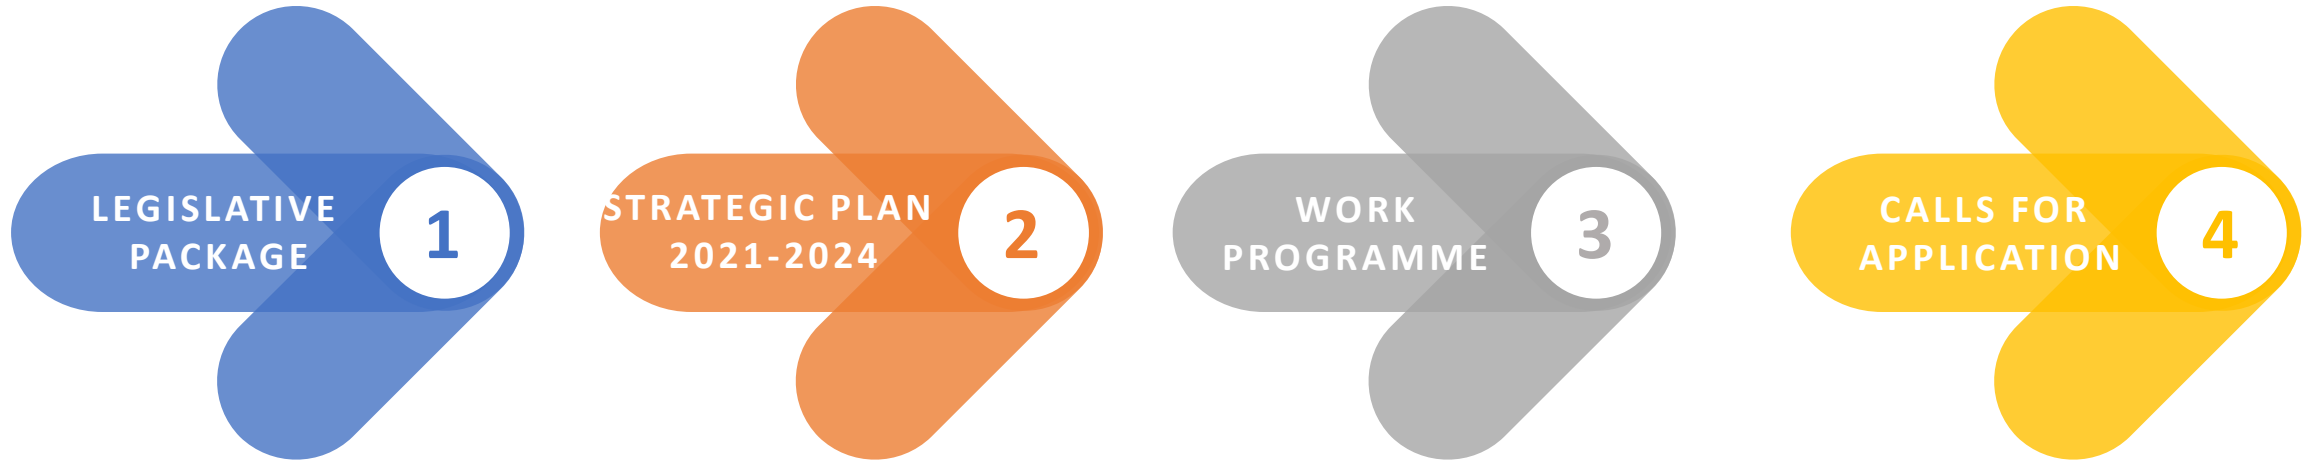 LEGISLATIVE
PACKAGE
1
STRATEGIC PLAN
2021-2024
2
WORK
PROGRAMME
3
CALLS FOR
APPLICATION
4